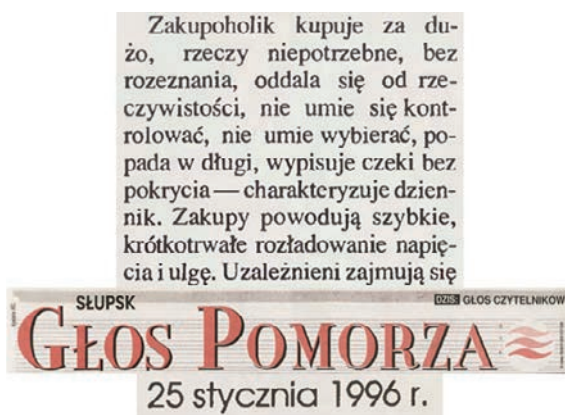 Zakupoholik kupuje za du-
żo, rzeczy niepotrzebne, bez
rozeznania, oddala się od rze-
czywistości, nie umie się kont-
rolować, nie umie wybierać, po-
pada w długi, wypisuje czeki bez
pokrycia — charakteryzuje dzien-
nik. Zakupy powodują szybkie,
krótkotrwałe rozładowanie napię-
cia i ulgę. Uzależnieni zajmują się
SŁUPSK
DZIŚ: GŁOS CZYTELNIKÓW
GŁOS POMORZA
25 stycznia 1996 r.